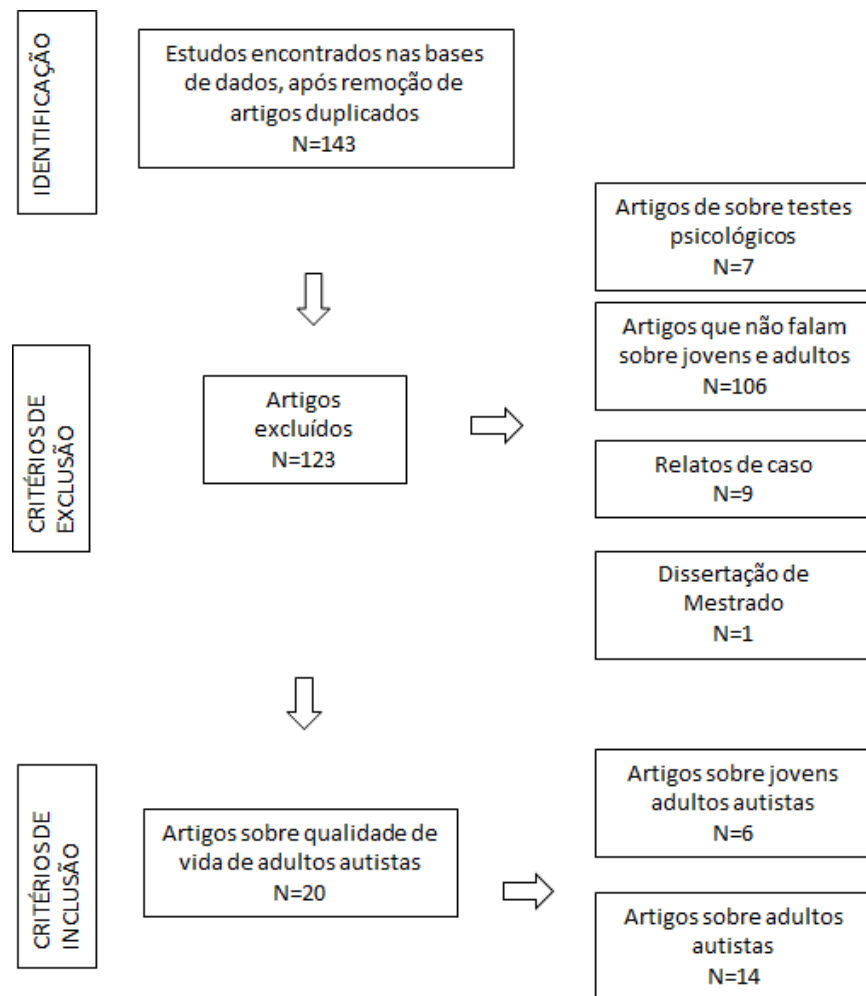 IDENTIFICAÇÃO
Estudos encontrados nas bases
de dados, após remoção de
artigos duplicados
N=143
CRITÉRIOS DE
EXCLUSÃO
Artigos
excluídos
N=123
Artigos de sobre testes
psicológicos
N=7
Artigos que não falam
sobre jovens e adultos
N=106
Relatos de caso
N=9
Dissertação de
Mestrado
N=1
CRITÉRIOS DE
INCLUSÃO
Artigos sobre qualidade de
vida de adultos autistas
N=20
Artigos sobre jovens
adultos autistas
N=6
Artigos sobre adultos
autistas
N=14